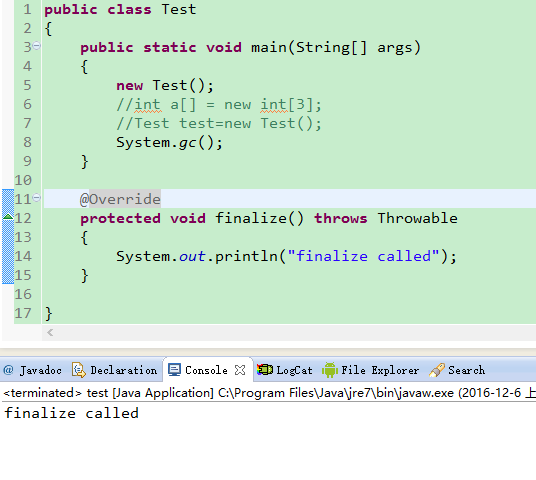 1 public class Test
2 {
3 public static void main(String[] args)
4 {
5 new Test();
6 //int a[] = new int[3];
7 //Test test=new Test();
8 System.gc();
9 }
10
11 @Override
12 protected void finalize() throws Throwable
13 {
14 System.out.println("finalize called");
15 }
16
17 }
@ Javadoc Declaration Console LogCat File Explorer Search
<terminated> test [Java Application] C:\Program Files\Java\jre7\bin\javaw.exe (2016-12-6 上
finalize called